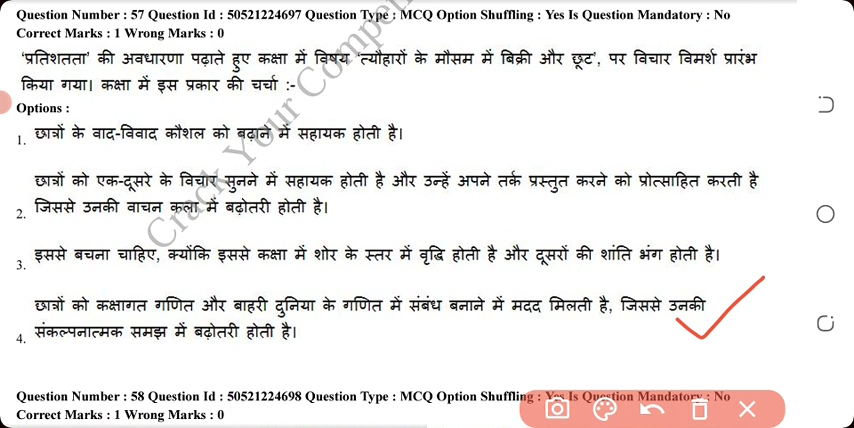 Question Number : 57 Question Id : 50521224697 Question Type : MCQ Option Shuffling : Yes Is Question Mandatory : No
Correct Marks : 1 Wrong Marks : 0
'प्रतिशतता' की अवधारणा पढ़ाते हुए कक्षा में विषय 'त्यौहारों के मौसम में बिक्री और छूट', पर विचार विमर्श प्रारंभ
किया गया। कक्षा में इस प्रकार की चर्चा :-
Options :
1. छात्रों के वाद-विवाद कौशल को बढ़ाने में सहायक होती है।
छात्रों को एक-दूसरे के विचार सुनने में सहायक होती है और उन्हें अपने तर्क प्रस्तुत करने को प्रोत्साहित करती है
2. जिससे उनकी वाचन कला में बढ़ोतरी होती है।
3. इससे बचना चाहिए, क्योंकि इससे कक्षा में शोर के स्तर में वृद्धि होती है और दूसरों की शांति भंग होती है।
छात्रों को कक्षागत गणित और बाहरी दुनिया के गणित में संबंध बनाने में मदद मिलती है, जिससे उनकी
4. संकल्पनात्मक समझ में बढ़ोतरी होती है।
Question Number : 58 Question Id : 50521224698 Question Type : MCQ Option Shuffling : Yes Is Question Mandatory : No
Correct Marks : 1 Wrong Marks : 0
Crack Your Compe